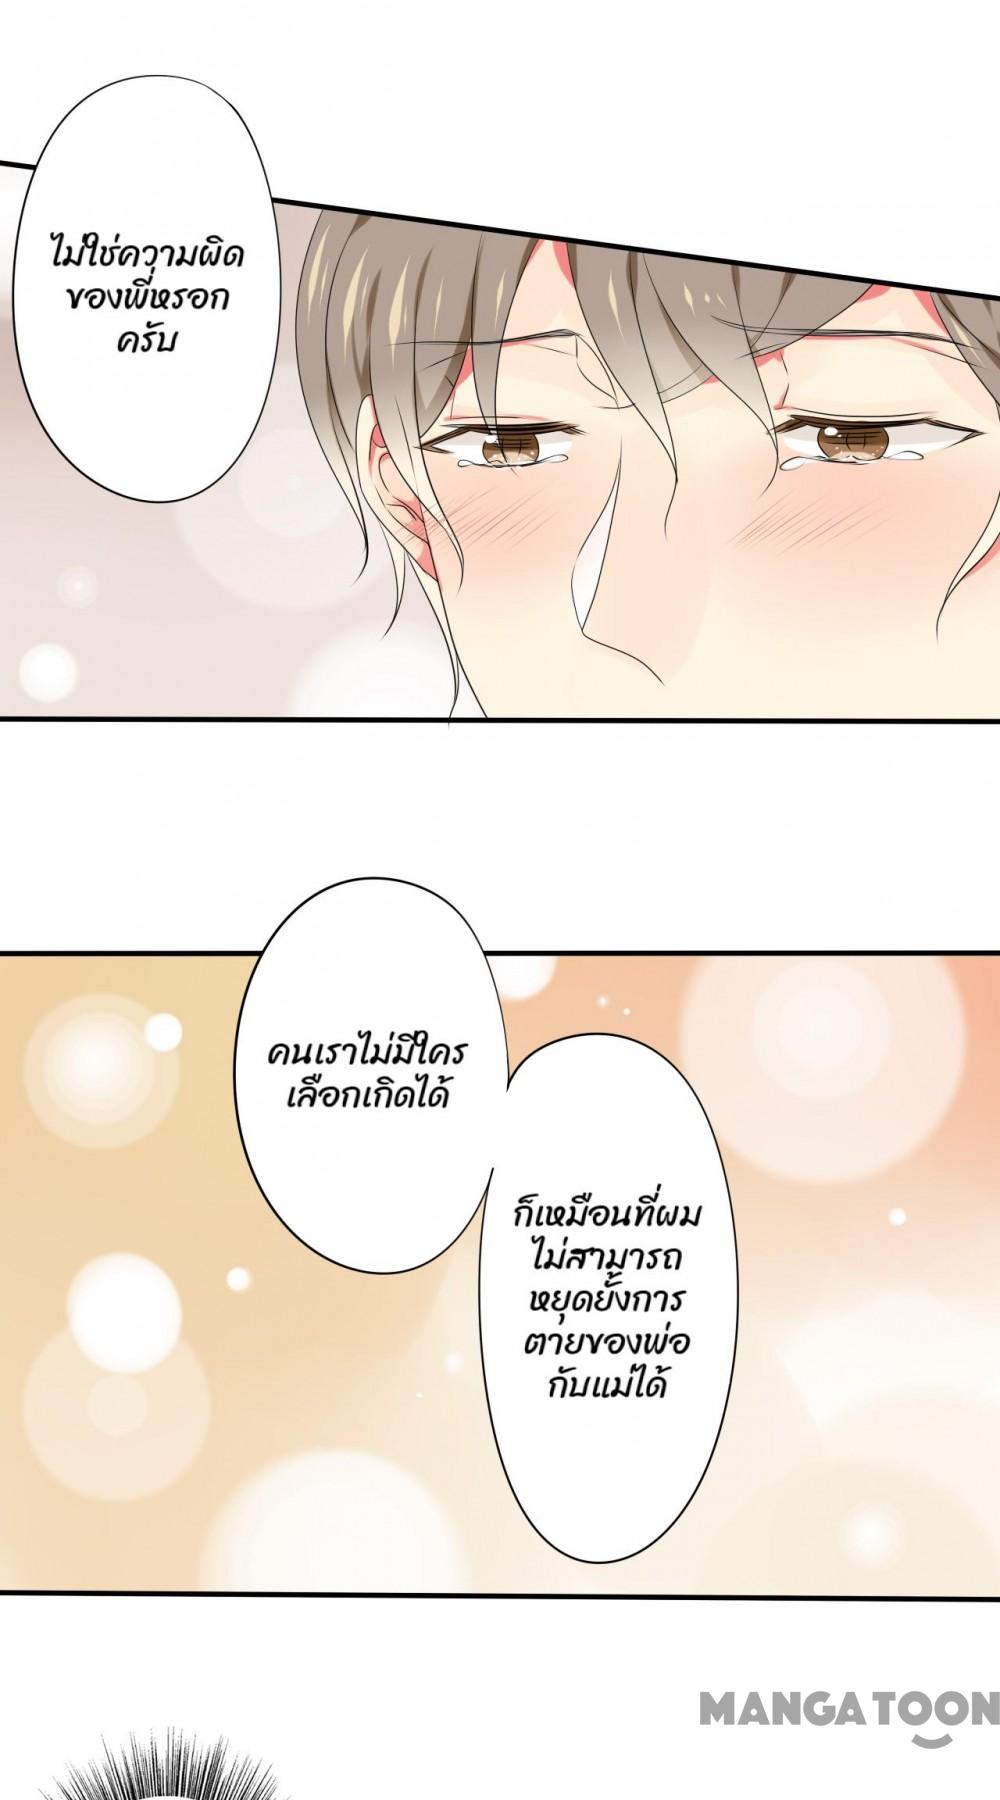 ไม่ใช่ความผิด
ของพี่หรอก
ครับ
คนเราไม่มีใคร
เลือกเกิดได้
ก็เหมือนที่ผม
ไม่สามารถ
หยุดยั้งการ
ตายของพ่อ
กับแม่ได้
MANGATOON